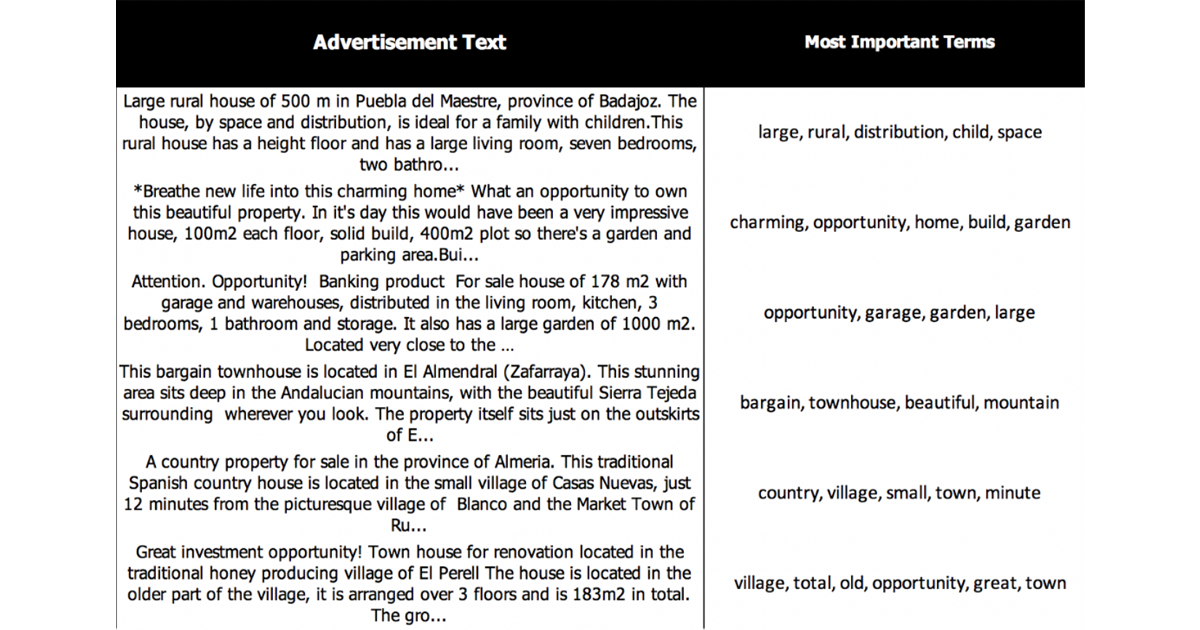 Advertisement Text
Most Important Terms
Large rural house of 500 m in Puebla del Maestre, province of Badajoz. The
house, by space and distribution, is ideal for a family with children.This
rural house has a height floor and has a large living room, seven bedrooms,
two bathro...
large, rural, distribution, child, space
*Breathe new life into this charming home* What an opportunity to own
this beautiful property. In it's day this would have been a very impressive
house, 100m2 each floor, solid build, 400m2 plot so there's a garden and
parking area.Bui...
charming, opportunity, home, build, garden
Attention. Opportunity!  Banking product  For sale house of 178 m2 with
garage and warehouses, distributed in the living room, kitchen, 3
bedrooms, 1 bathroom and storage. It also has a large garden of 1000 m2.
Located very close to the ...
opportunity, garage, garden, large
This bargain townhouse is located in El Almendral (Zafarraya). This stunning
area sits deep in the Andalucian mountains, with the beautiful Sierra Tejeda
surrounding  wherever you look. The property itself sits just on the outskirts
of E...
bargain, townhouse, beautiful, mountain
A country property for sale in the province of Almeria. This traditional
Spanish country house is located in the small village of Casas Nuevas, just
12 minutes from the picturesque village of  Blanco and the Market Town of
Ru...
country, village, small, town, minute
Great investment opportunity! Town house for renovation located in the
traditional honey producing village of El Perell The house is located in the
older part of the village, it is arranged over 3 floors and is 183m2 in total.
The gro...
village, total, old, opportunity, great, town